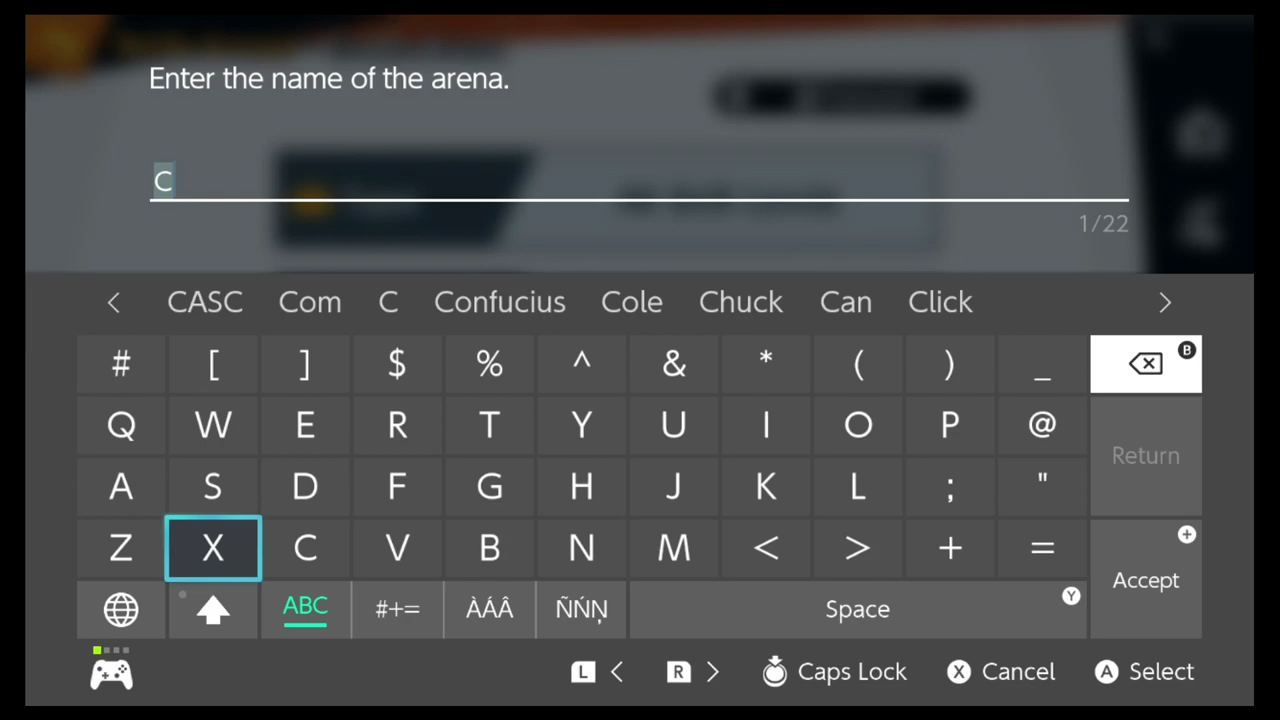 Enter the name of the arena.
C
1/22
< CASC Com C Confucius Cole Chuck Can Click >
# [ ] $ % ^ & * ( ) _ B
Q W E R T Y U I O P @
Return
A S D F G H J K L ; "
Z X C V B N M < > + =
Accept
ABC #+= ÀÁÂ ÑŃŅ Space Y
L < R > Caps Lock X Cancel A Select